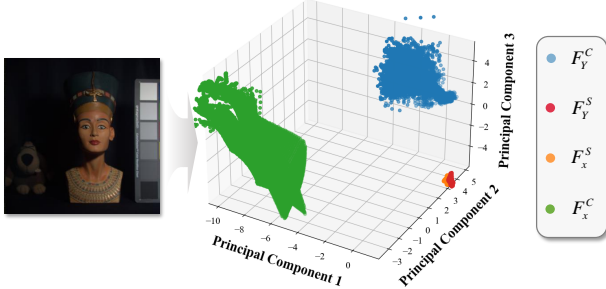 Principal Component 1
-10
-8
-6
-4
-2
0
Principal Component 2
-3
-2
-1
0
1
2
3
4
5
Principal Component 3
4
2
0
-2
-4
F_Y^C
F_Y^S
F_x^S
F_x^C